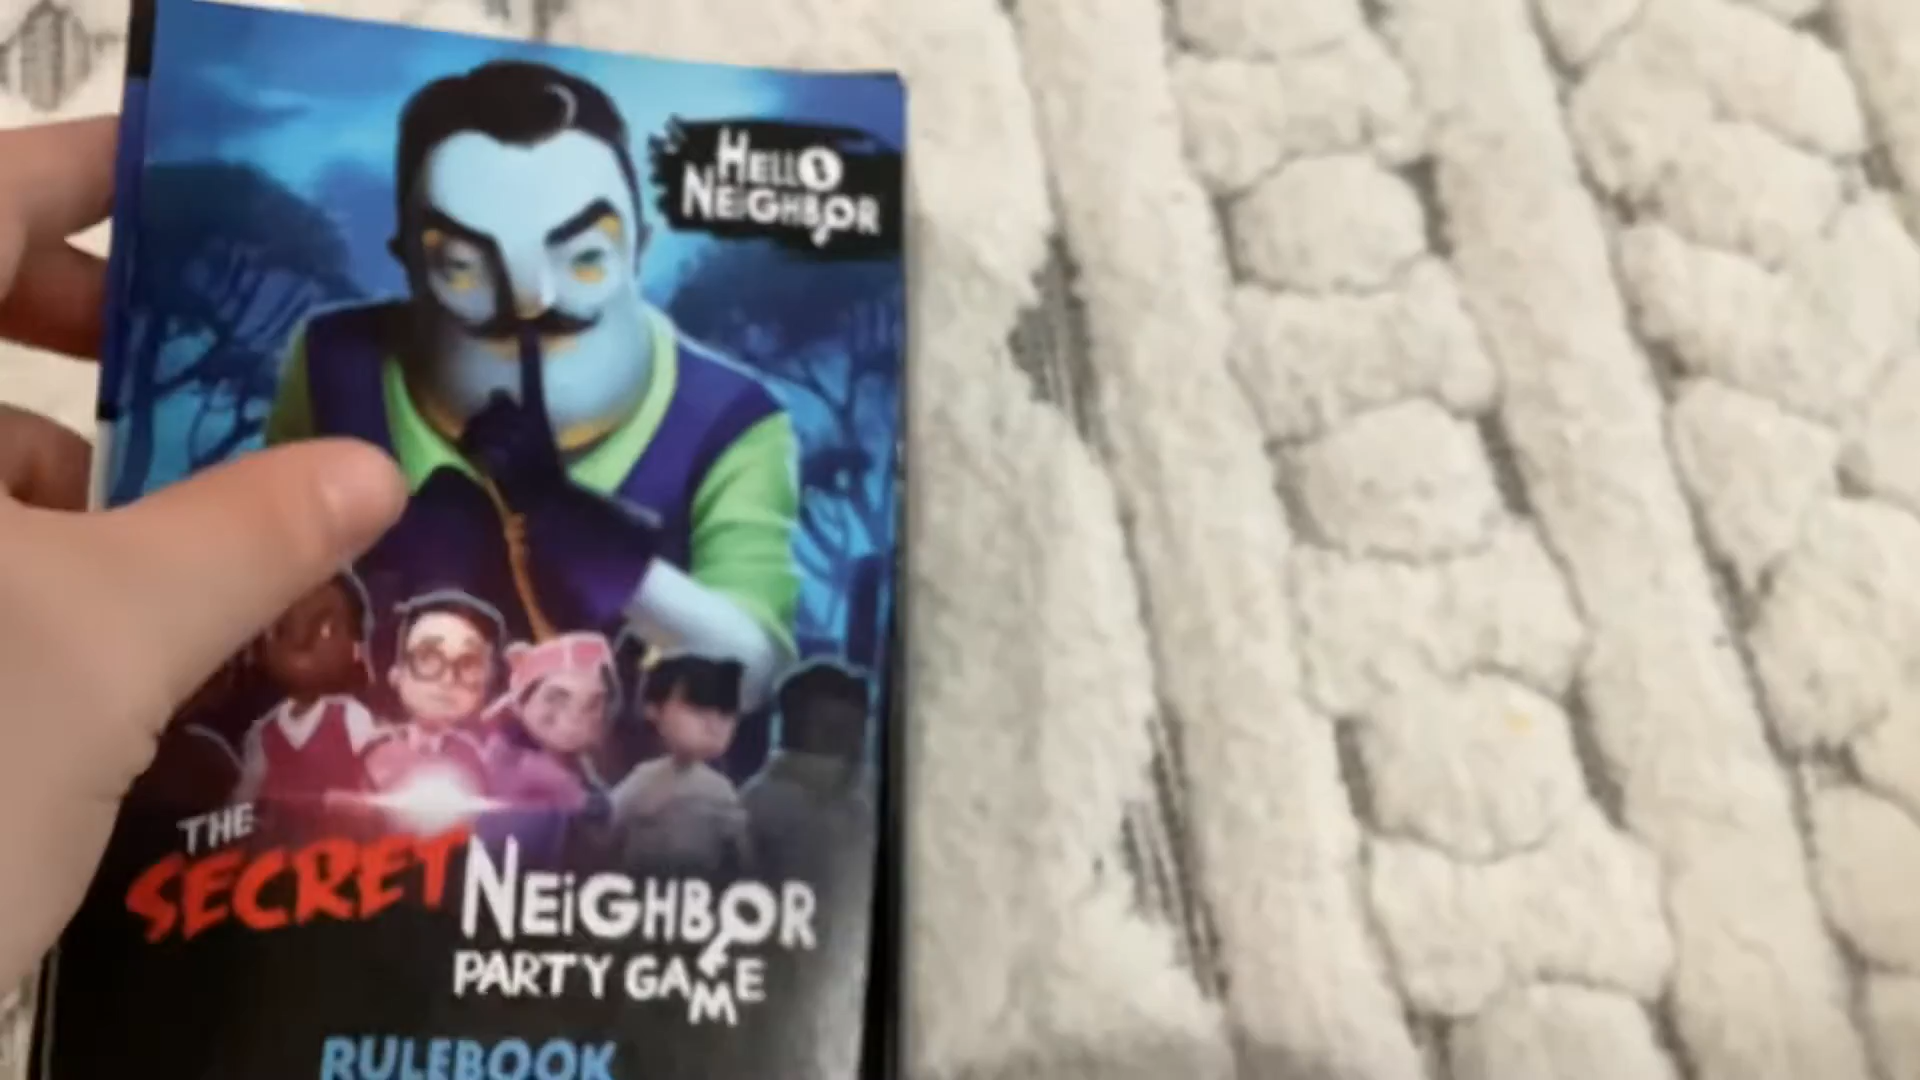 HELLO
NEiGHBOR
THE
SECRET NEiGHBOR
PARTY GAME
RULEBOOK